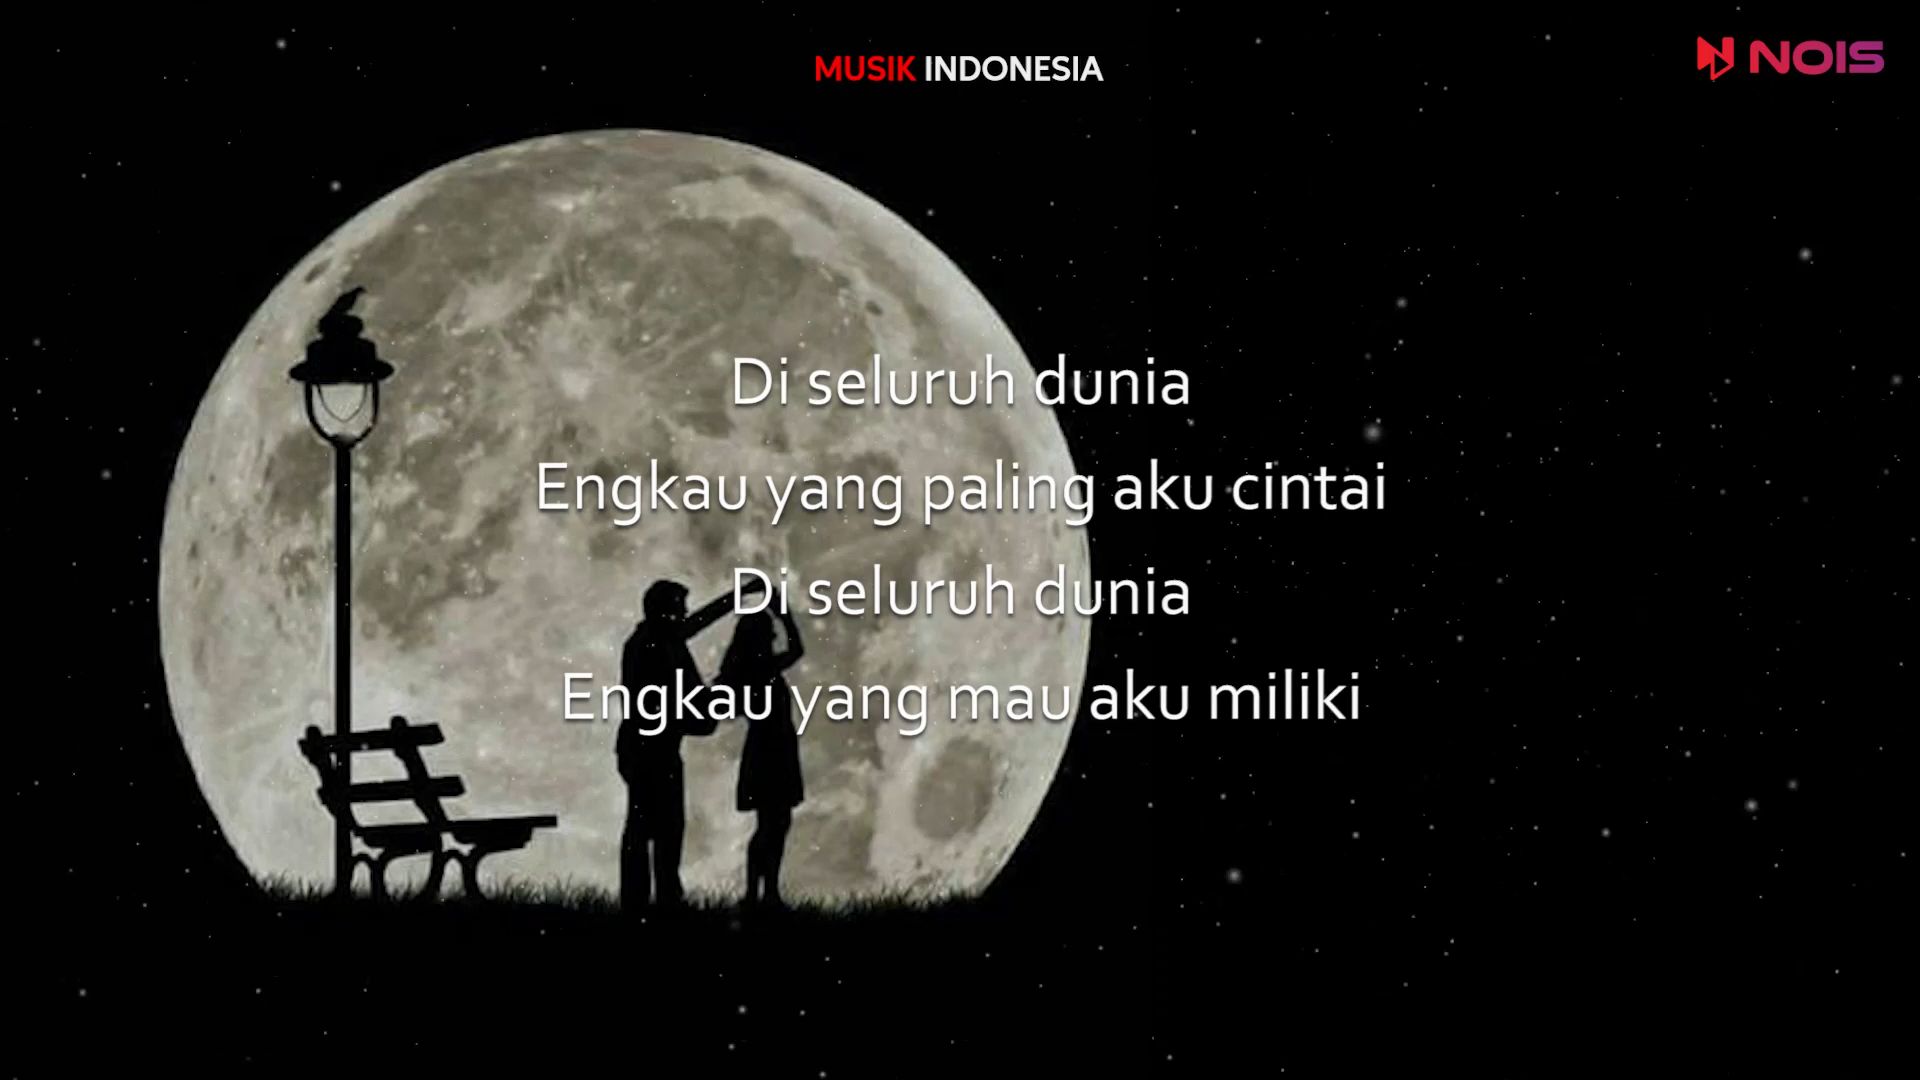 MUSIK INDONESIA
NOIS
Di seluruh dunia
Engkau yang paling aku cintai
Di seluruh dunia
Engkau yang mau aku miliki